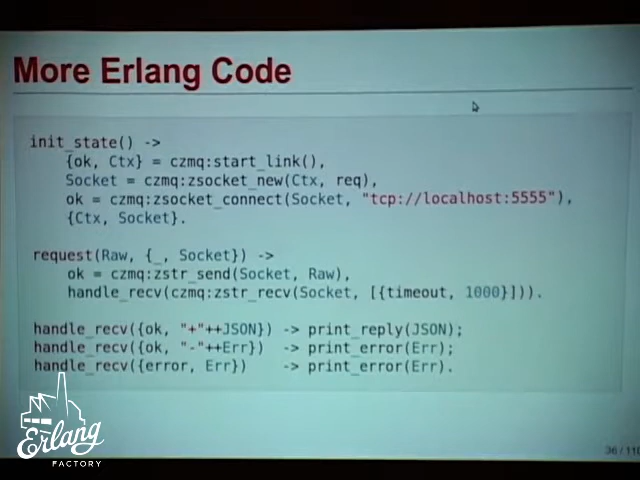 More Erlang Code
init_state() ->
{ok, Ctx} = czmq:start_link(),
Socket = czmq:zsocket_new(Ctx, req),
ok = czmq:zsocket_connect(Socket, "tcp://localhost:5555"),
{Ctx, Socket}.
request(Raw, {_, Socket}) ->
ok = czmq:zstr_send(Socket, Raw),
handle_recv(czmq:zstr_recv(Socket, [{timeout, 1000}])).
handle_recv({ok, "+"++JSON}) -> print_reply(JSON);
handle_recv({ok, "-"++Err}) -> print_error(Err);
handle_recv({error, Err}) -> print_error(Err).
Erlang
FACTORY
36 / 110